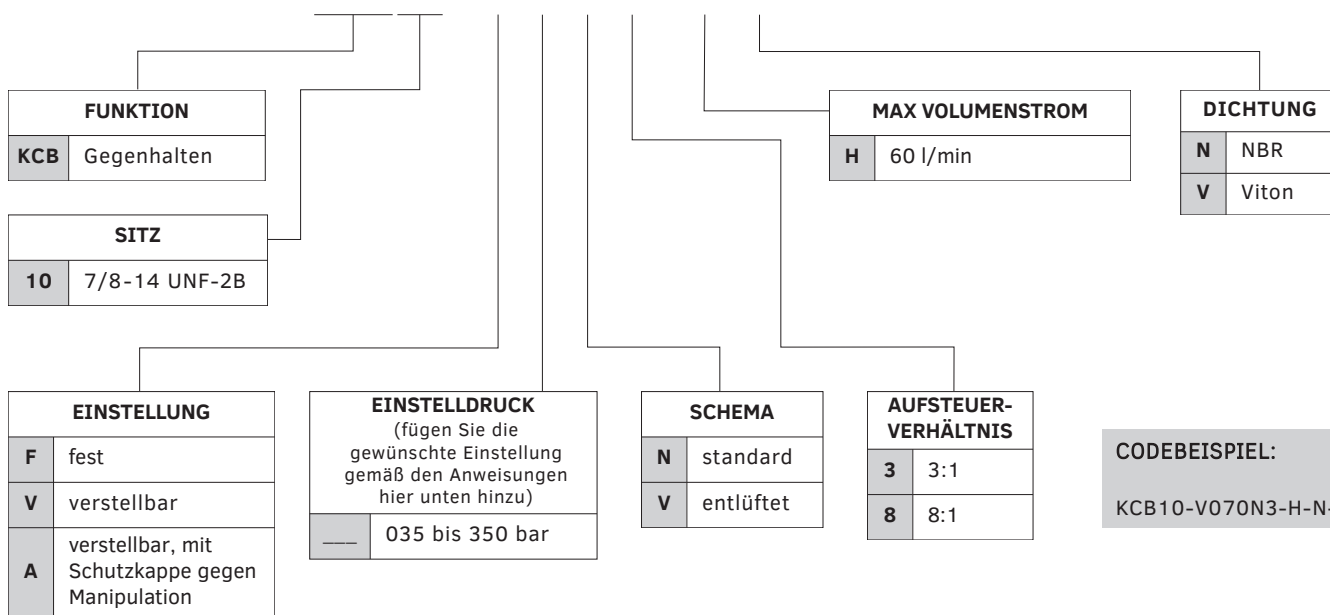 FUNKTION
KCB Gegenhalten
SITZ
10 7/8-14 UNF-2B
MAX VOLUMENSTROM
H 60 l/min
DICHTUNG
N NBR
V Viton
EINSTELLUNG
F fest
V verstellbar
A verstellbar, mit
Schutzkappe gegen
Manipulation
EINSTELLDRUCK
(fügen Sie die
gewünschte Einstellung
gemäß den Anweisungen
hier unten hinzu)
___ 035 bis 350 bar
SCHEMA
N standard
V entlüftet
AUFSTEUER-
VERHÄLTNIS
3 3:1
8 8:1
CODEBEISPIEL:
KCB10-V070N3-H-N-